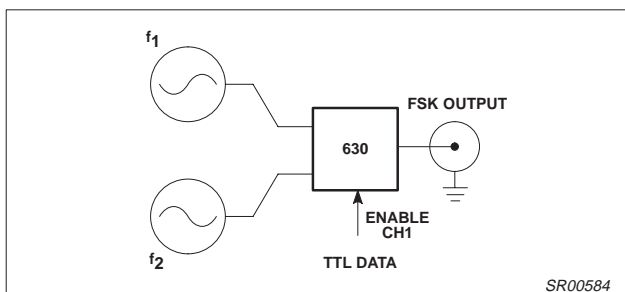 f1
630
FSK OUTPUT
ENABLE
CH1
TTL DATA
f2
SR00584